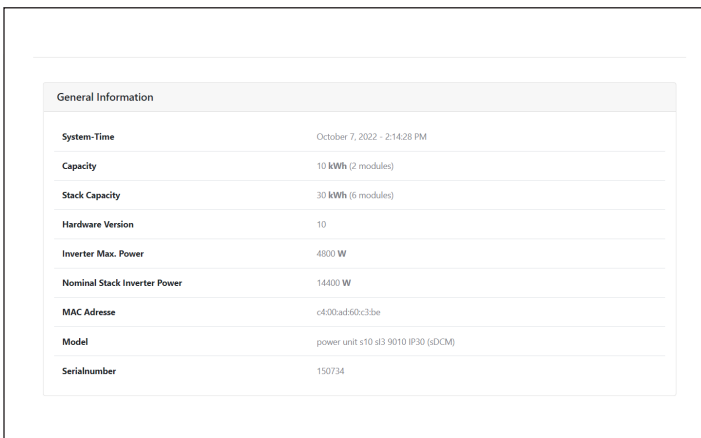 General Information
System-Time October 7, 2022 - 2:14:28 PM
Capacity 10 kWh (2 modules)
Stack Capacity 30 kWh (6 modules)
Hardware Version 10
Inverter Max. Power 4800 W
Nominal Stack Inverter Power 14400 W
MAC Adresse c4:00:ad:60:c3:be
Model power unit s10 sl3 9010 IP30 (sDCM)
Serialnumber 150734